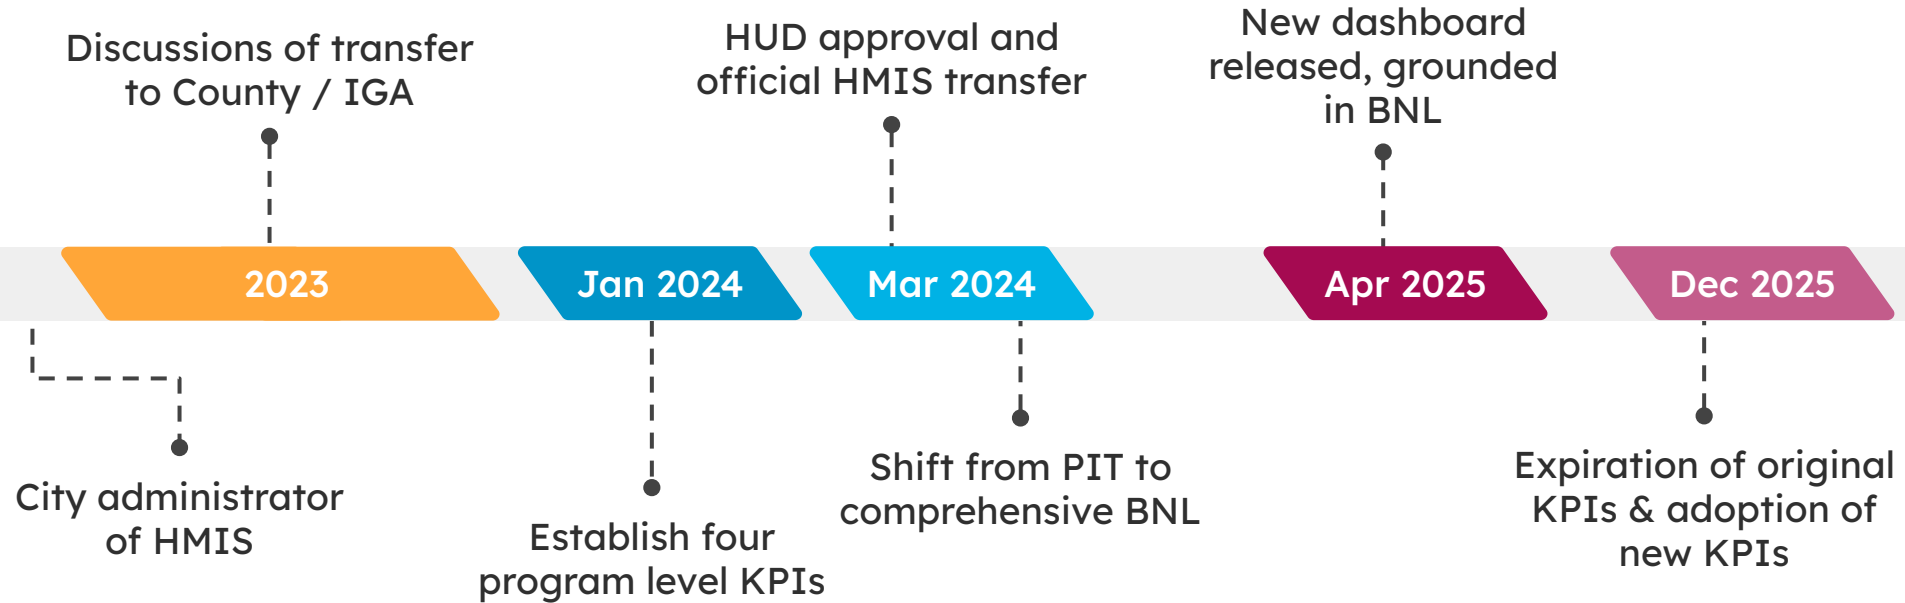 Discussions of transfer
to County / IGA
HUD approval and
official HMIS transfer
New dashboard
released, grounded
in BNL
2023
Jan 2024
Mar 2024
Apr 2025
Dec 2025
City administrator
of HMIS
Establish four
program level KPIs
Shift from PIT to
comprehensive BNL
Expiration of original
KPIs & adoption of
new KPIs